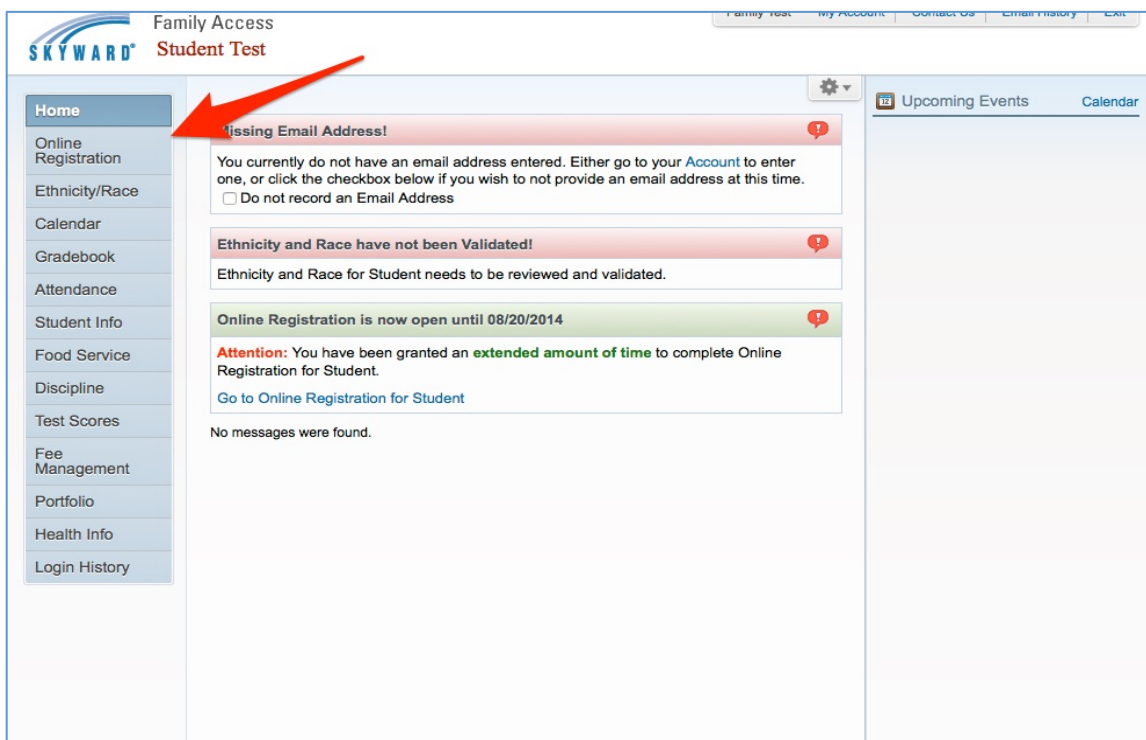 Family Access
SKYWARD®
Student Test
Family Test My Account Contact Us Email History Exit
Home
Online
Registration
Ethnicity/Race
Calendar
Gradebook
Attendance
Student Info
Food Service
Discipline
Test Scores
Fee
Management
Portfolio
Health Info
Login History
Missing Email Address!
You currently do not have an email address entered. Either go to your Account to enter
one, or click the checkbox below if you wish to not provide an email address at this time.
Do not record an Email Address
Ethnicity and Race have not been Validated!
Ethnicity and Race for Student needs to be reviewed and validated.
Online Registration is now open until 08/20/2014
Attention: You have been granted an extended amount of time to complete Online
Registration for Student.
Go to Online Registration for Student
No messages were found.
12 Upcoming Events Calendar